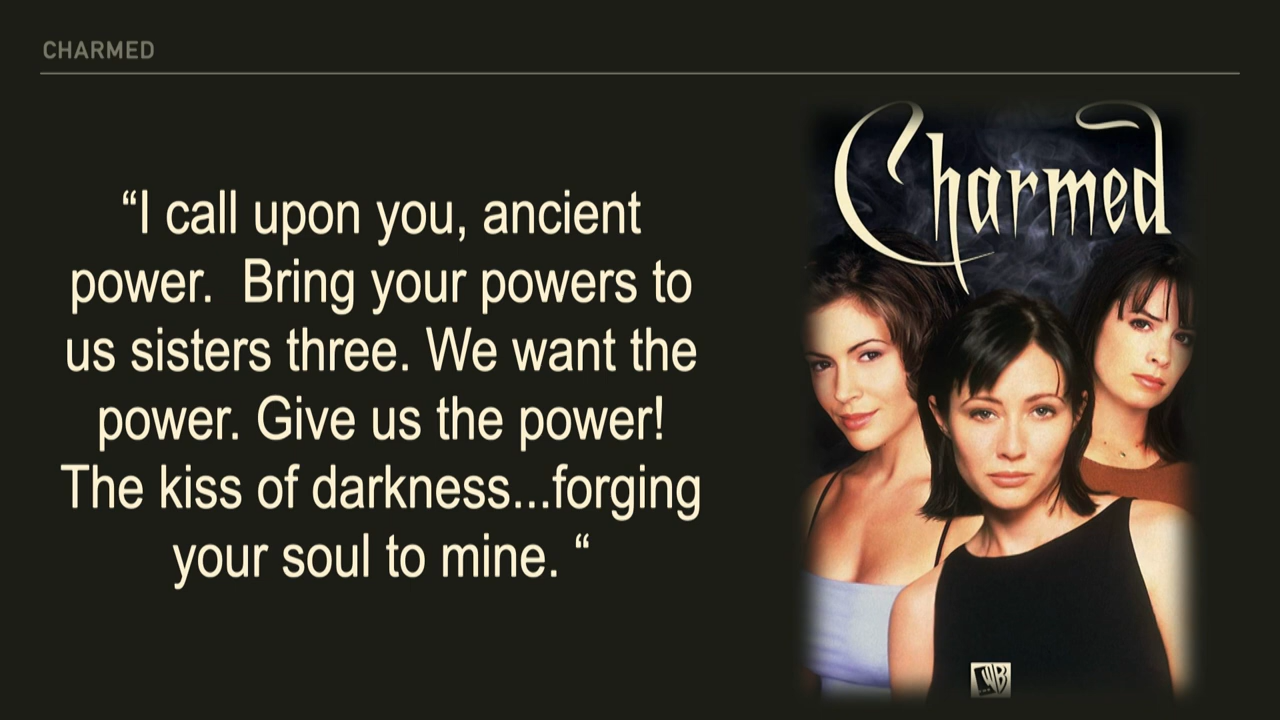 CHARMED
“I call upon you, ancient
power.  Bring your powers to
us sisters three. We want the
power. Give us the power!
The kiss of darkness...forging
your soul to mine. “
Charmed
WB